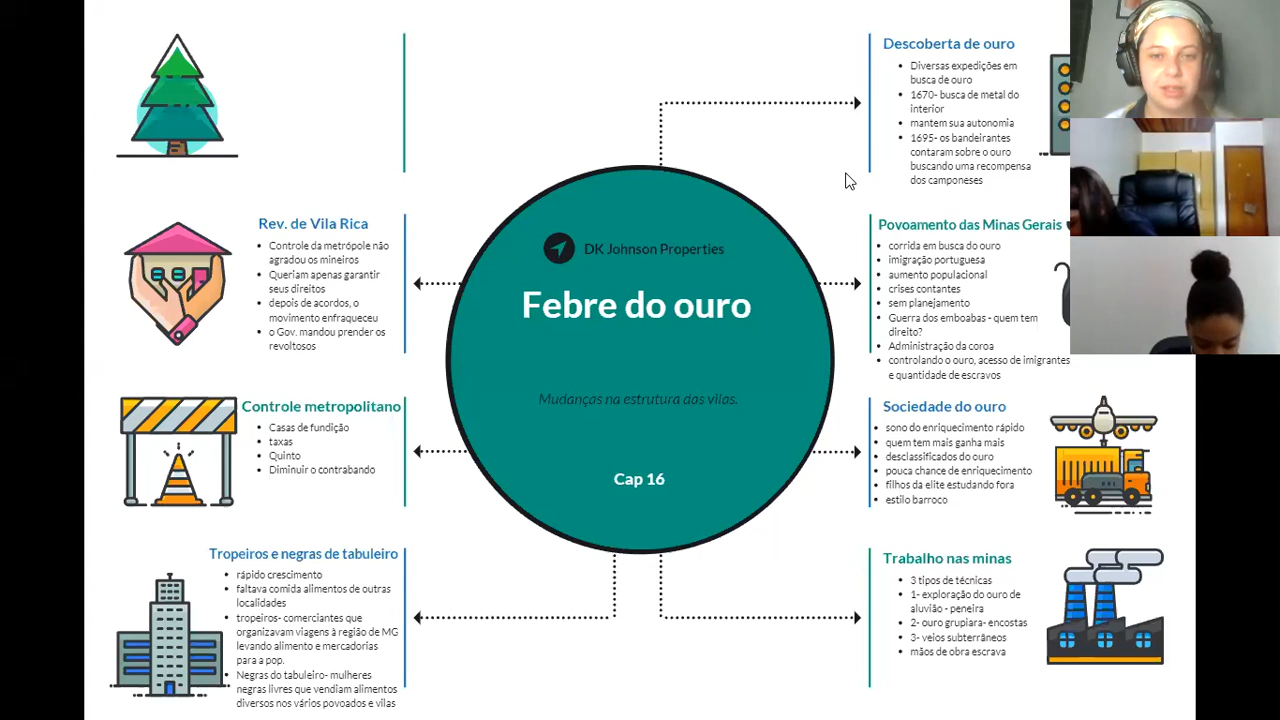 Descoberta de ouro
Diversas expedições em
busca de ouro
1670- busca de metal do
interior
mantem sua autonomia
1695- os bandeirantes
contaram sobre o ouro
buscando uma recompensa
dos camponeses
Rev. de Vila Rica
Controle da metrópole não
agradou os mineiros
Queriam apenas garantir
seus direitos
depois de acordos, o
movimento enfraqueceu
o Gov. mandou prender os
revoltosos
DK Johnson Properties
Febre do ouro
Mudanças na estrutura das vilas.
Cap 16
Povoamento das Minas Gerais
corrida em busca do ouro
imigração portuguesa
aumento populacional
crises contantes
sem planejamento
Guerra dos emboabas - quem tem
direito?
Administração da coroa
controlando o ouro, acesso de imigrantes
e quantidade de escravos
Controle metropolitano
Casas de fundição
taxas
Quinto
Diminuir o contrabando
Sociedade do ouro
sono do enriquecimento rápido
quem tem mais ganha mais
desclassificados do ouro
pouca chance de enriquecimento
filhos da elite estudando fora
estilo barroco
Tropeiros e negras de tabuleiro
rápido crescimento
faltava comida alimentos de outras
localidades
tropeiros- comerciantes que
organizavam viagens à região de MG
levando alimento e mercadorias
para a pop.
Negras do tabuleiro- mulheres
negras livres que vendiam alimentos
diversos nos vários povoados e vilas
Trabalho nas minas
3 tipos de técnicas
1- exploração do ouro de
aluvião - peneira
2- ouro grupiara- encostas
3- veios subterrâneos
mãos de obra escrava